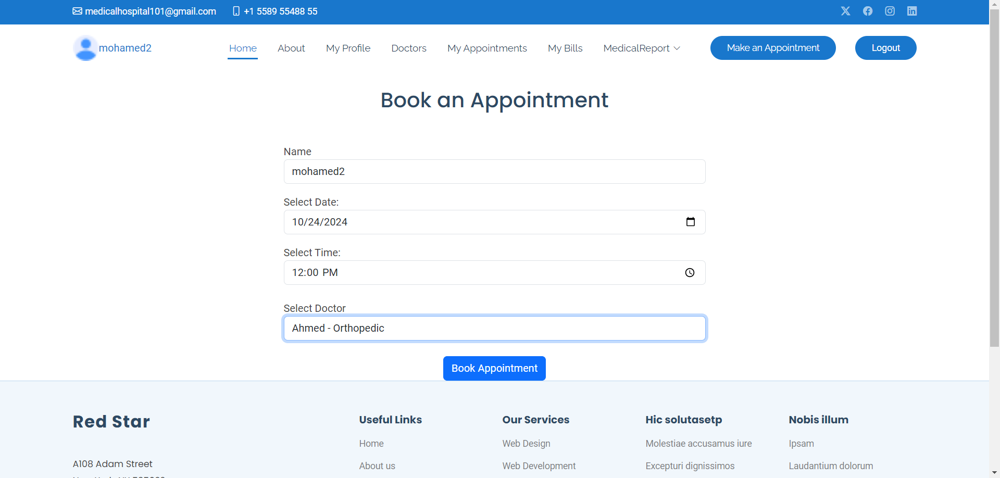 medicalhospital101@gmail.com +1 5589 55488 55
mohamed2 Home About My Profile Doctors My Appointments My Bills MedicalReport Make an Appointment Logout
Book an Appointment
Name
mohamed2
Select Date:
10/24/2024
Select Time:
12:00 PM
Select Doctor
Ahmed - Orthopedic
Book Appointment
Red Star
A108 Adam Street
Useful Links
Home
About us
Our Services
Web Design
Web Development
Hic solutasetp
Molestiae accusamus iure
Excepturi dignissimos
Nobis illum
Ipsam
Laudantium dolorum